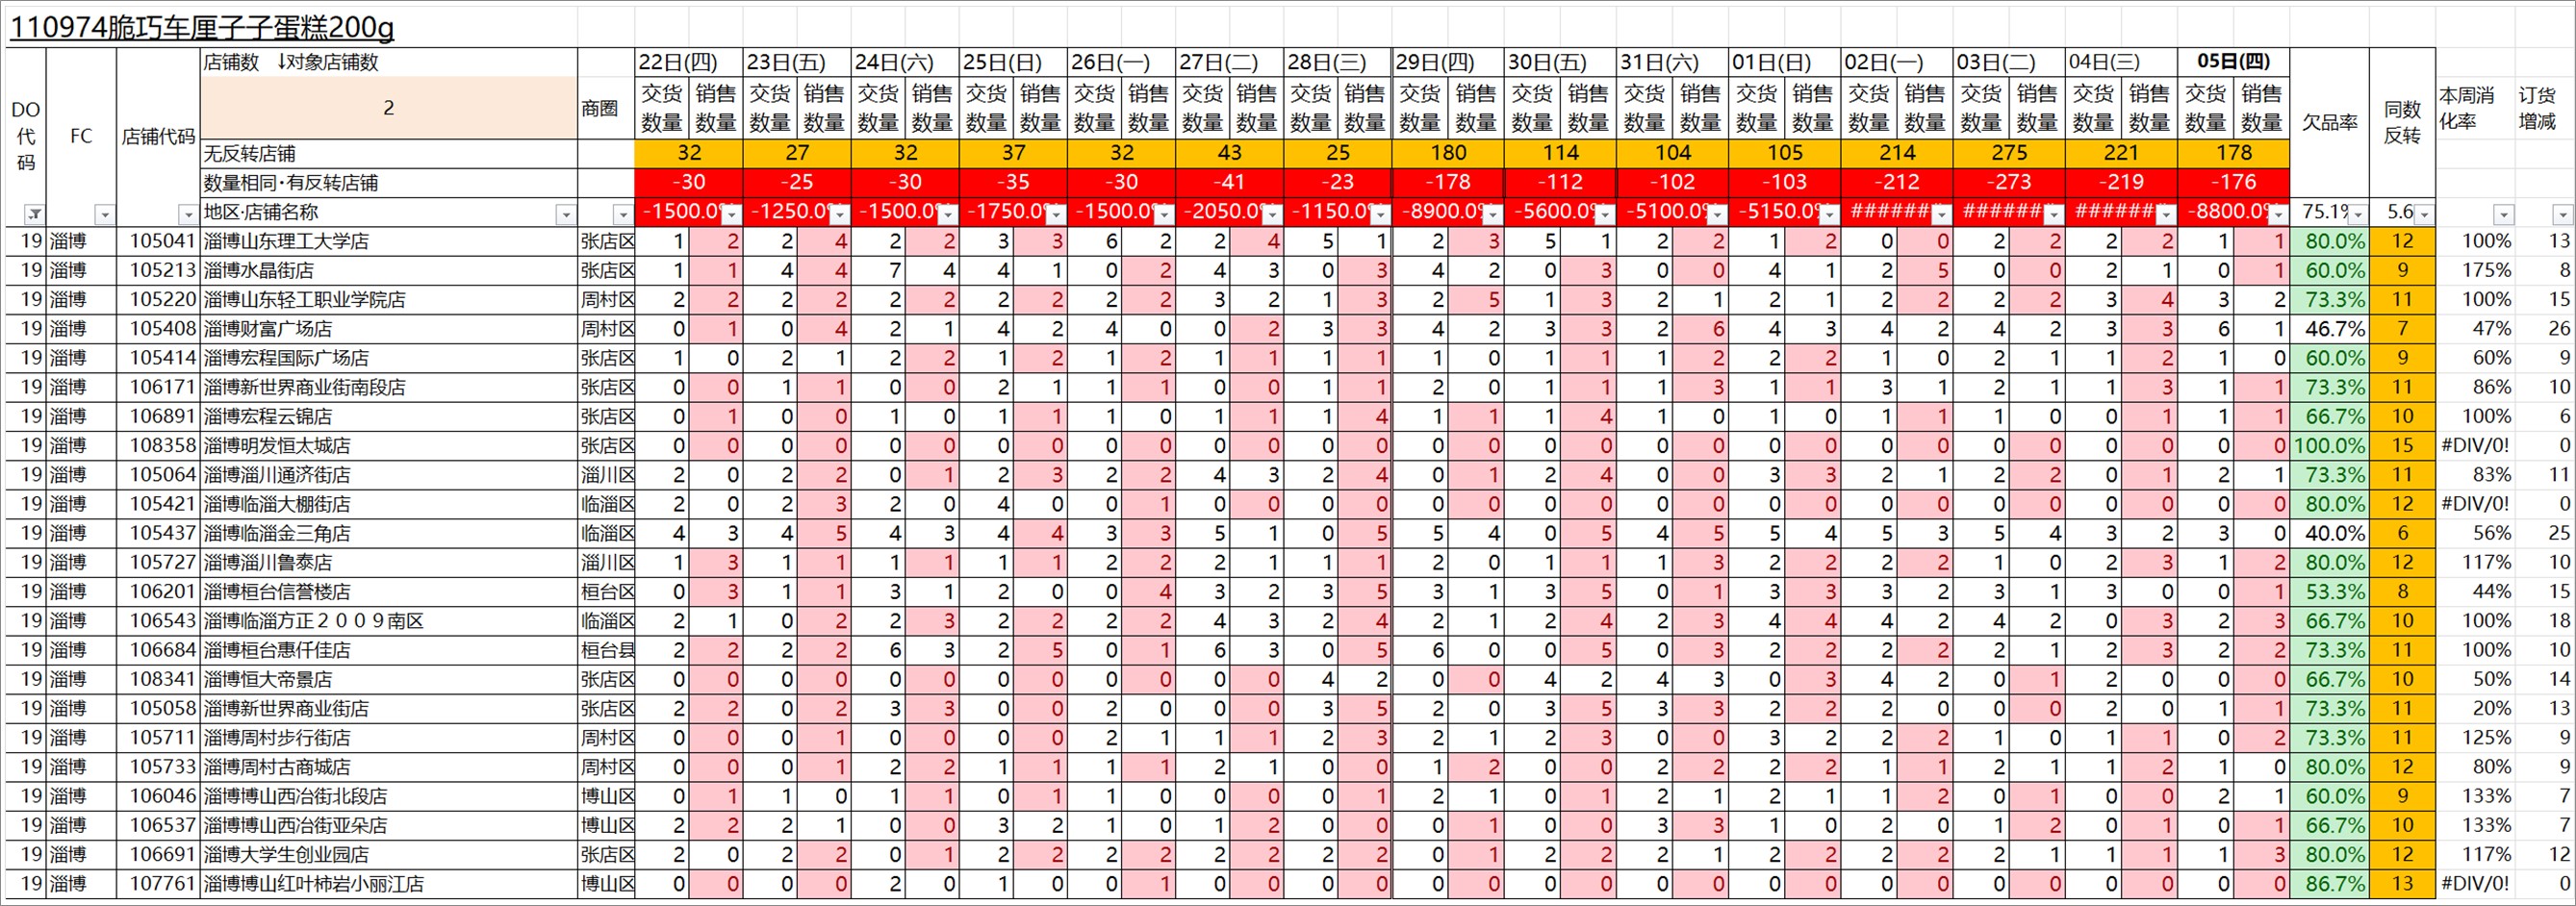 110974脆巧车厘子子蛋糕200g
DO代码 FC 店铺代码 店铺数 ↓对象店铺数 商圈 22日(四) 23日(五) 24日(六) 25日(日) 26日(一) 27日(二) 28日(三) 29日(四) 30日(五) 31日(六) 01日(日) 02日(一) 03日(二) 04日(三) 05日(四) 欠品率 同数反转 本周消化率 订货增减
2 交货数量 销售数量 交货数量 销售数量 交货数量 销售数量 交货数量 销售数量 交货数量 销售数量 交货数量 销售数量 交货数量 销售数量 交货数量 销售数量 交货数量 销售数量 交货数量 销售数量 交货数量 销售数量 交货数量 销售数量 交货数量 销售数量 交货数量 销售数量 交货数量 销售数量
无反转店铺 32 27 32 37 32 43 25 180 114 104 105 214 275 221 178
数量相同·有反转店铺 -30 -25 -30 -35 -30 -41 -23 -178 -112 -102 -103 -212 -273 -219 -176
地区·店铺名称 -1500.0% -1250.0% -1500.0% -1750.0% -1500.0% -2050.0% -1150.0% -8900.0% -5600.0% -5100.0% -5150.0% ####### ####### ####### -8800.0% 75.1% 5.6
19 淄博 105041 淄博山东理工大学店 张店区 1 2 2 4 2 2 3 3 6 2 2 4 5 1 2 3 5 1 2 2 1 2 0 0 2 2 2 2 1 1 80.0% 12 100% 13
19 淄博 105213 淄博水晶街店 张店区 1 1 4 4 7 4 4 1 0 2 4 3 0 3 4 2 0 3 0 0 4 1 2 5 0 0 2 1 0 1 60.0% 9 175% 8
19 淄博 105220 淄博山东轻工职业学院店 周村区 2 2 2 2 2 2 2 2 2 2 3 2 1 3 2 5 1 3 2 1 2 1 2 2 2 2 3 4 3 2 73.3% 11 100% 15
19 淄博 105408 淄博财富广场店 周村区 0 1 0 4 2 1 4 2 4 0 0 2 3 3 4 2 3 3 2 6 4 3 4 2 4 2 3 3 6 1 46.7% 7 47% 26
19 淄博 105414 淄博宏程国际广场店 张店区 1 0 2 1 2 2 1 2 1 2 1 1 1 1 1 0 1 1 1 2 2 2 1 0 2 1 1 2 1 0 60.0% 9 60% 9
19 淄博 106171 淄博新世界商业街南段店 张店区 0 0 1 1 0 0 2 1 1 1 0 0 1 1 2 0 1 1 1 3 1 1 3 1 2 1 1 3 1 1 73.3% 11 86% 10
19 淄博 106891 淄博宏程云锦店 张店区 0 1 0 0 1 0 1 1 1 0 1 1 1 4 1 1 1 4 1 0 1 0 1 1 1 0 0 1 1 1 66.7% 10 100% 6
19 淄博 108358 淄博明发恒太城店 张店区 0 0 0 0 0 0 0 0 0 0 0 0 0 0 0 0 0 0 0 0 0 0 0 0 0 0 0 0 0 0 100.0% 15 #DIV/0! 0
19 淄博 105064 淄博淄川通济街店 淄川区 2 0 2 2 0 1 2 3 2 2 4 3 2 4 0 1 2 4 0 0 3 3 2 1 2 2 0 1 2 1 73.3% 11 83% 11
19 淄博 105421 淄博临淄大棚街店 临淄区 2 0 2 3 2 0 4 0 0 1 0 0 0 0 0 0 0 0 0 0 0 0 0 0 0 0 0 0 0 0 80.0% 12 #DIV/0! 0
19 淄博 105437 淄博临淄金三角店 临淄区 4 3 4 5 4 3 4 4 3 3 5 1 0 5 5 4 0 5 4 5 5 4 5 3 5 4 3 2 3 0 40.0% 6 56% 25
19 淄博 105727 淄博淄川鲁泰店 淄川区 1 3 1 1 1 1 1 1 2 2 2 1 1 1 2 0 1 1 1 3 2 2 2 2 1 0 2 3 1 2 80.0% 12 117% 10
19 淄博 106201 淄博桓台信誉楼店 桓台区 0 3 1 1 3 1 2 0 0 4 3 2 3 5 3 1 3 5 0 1 3 3 3 2 3 1 3 0 0 1 53.3% 8 44% 15
19 淄博 106543 淄博临淄方正２００９南区 临淄区 2 1 0 2 2 3 2 2 2 2 4 3 2 4 2 1 2 4 2 3 4 4 4 2 4 2 0 3 2 3 66.7% 10 100% 18
19 淄博 106684 淄博桓台惠仟佳店 桓台县 2 2 2 2 6 3 2 5 0 1 6 3 0 5 6 0 0 5 0 3 2 2 2 2 2 1 2 3 2 2 73.3% 11 100% 10
19 淄博 108341 淄博恒大帝景店 张店区 0 0 0 0 0 0 0 0 0 0 0 0 4 2 0 0 4 2 4 3 0 3 4 2 0 1 2 0 0 0 66.7% 10 50% 14
19 淄博 105058 淄博新世界商业街店 张店区 2 2 0 2 3 3 0 0 2 0 0 0 3 5 2 0 3 5 3 3 2 2 2 0 0 0 2 0 1 1 73.3% 11 20% 13
19 淄博 105711 淄博周村步行街店 周村区 0 0 0 1 0 0 0 0 2 1 1 1 2 3 2 1 2 3 0 0 3 2 2 2 1 0 1 1 0 2 73.3% 11 125% 9
19 淄博 105733 淄博周村古商城店 周村区 0 0 0 1 2 2 1 1 1 1 2 1 0 0 1 2 0 0 2 2 2 2 1 1 2 1 1 2 1 0 80.0% 12 80% 9
19 淄博 106046 淄博博山西冶街北段店 博山区 0 1 1 0 1 1 0 1 1 0 0 0 0 1 2 1 0 1 2 1 2 1 1 2 0 1 0 0 2 1 60.0% 9 133% 7
19 淄博 106537 淄博博山西冶街亚朵店 博山区 2 2 2 1 0 0 3 2 1 0 1 2 0 0 0 1 0 0 3 3 1 0 2 0 1 2 0 1 0 1 66.7% 10 133% 7
19 淄博 106691 淄博大学生创业园店 张店区 2 0 2 2 0 1 2 2 2 2 2 2 2 2 0 1 2 2 2 1 2 2 2 2 2 1 1 1 1 3 80.0% 12 117% 12
19 淄博 107761 淄博博山红叶柿岩小丽江店 博山区 0 0 0 0 2 0 1 0 0 1 0 0 0 0 0 0 0 0 0 0 0 0 0 0 0 0 0 0 0 0 86.7% 13 #DIV/0! 0